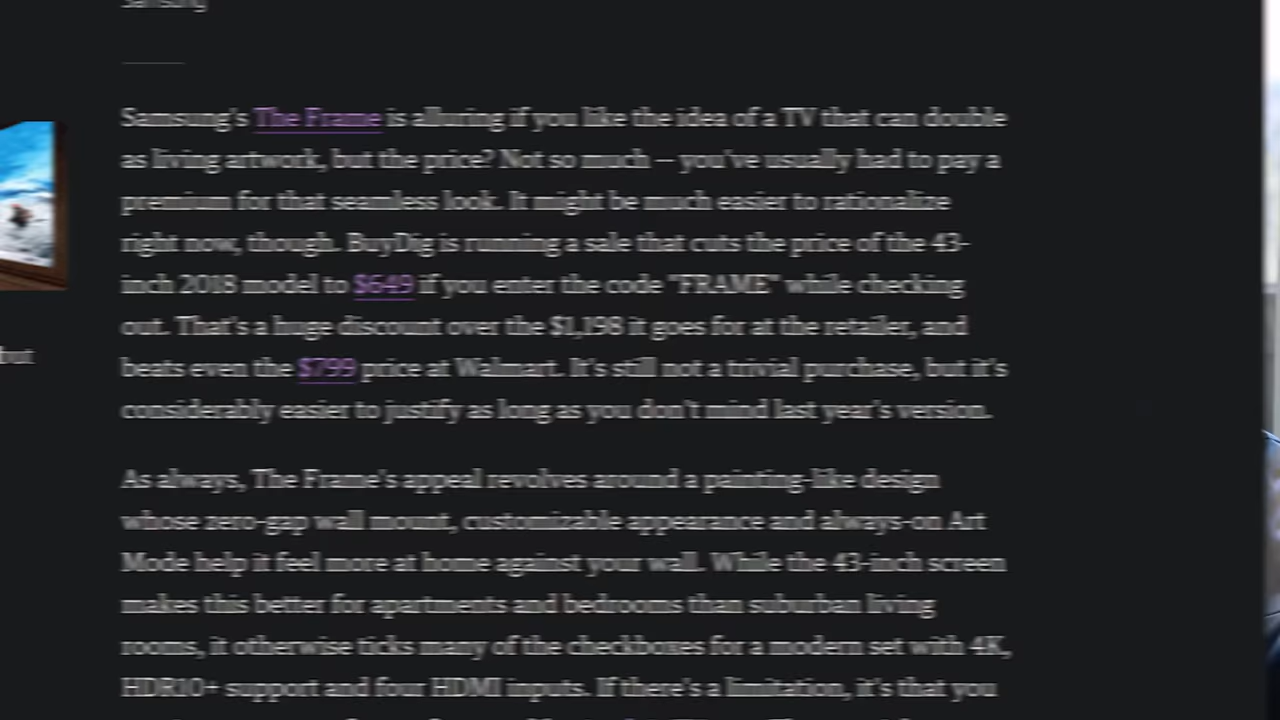 Samsung
Samsung's The Frame is alluring if you like the idea of a TV that can double
as living artwork, but the price? Not so much — you've usually had to pay a
premium for that seamless look. It might be much easier to rationalize
right now, though. BuyDig is running a sale that cuts the price of the 43-
inch 2018 model to $649 if you enter the code "FRAME" while checking
out. That's a huge discount over the $1,198 it goes for at the retailer, and
beats even the $799 price at Walmart. It's still not a trivial purchase, but it's
considerably easier to justify as long as you don't mind last year's version.
As always, The Frame's appeal revolves around a painting-like design
whose zero-gap wall mount, customizable appearance and always-on Art
Mode help it feel more at home against your wall. While the 43-inch screen
makes this better for apartments and bedrooms than suburban living
rooms, it otherwise ticks many of the checkboxes for a modern set with 4K,
HDR10+ support and four HDMI inputs. If there's a limitation, it's that you